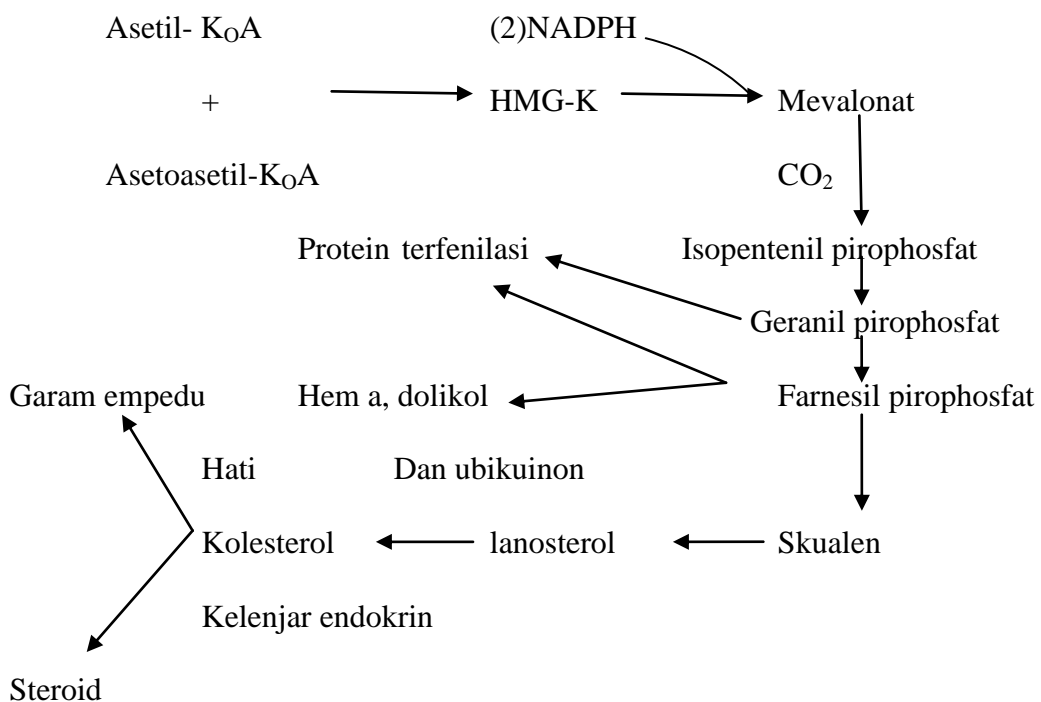 Asetil- KOA (2)NADPH
+ HMG-K Mevalonat
Asetoasetil-KOA CO2
Protein terfenilasi Isopentenil pirophosfat
Geranil pirophosfat
Garam empedu Hem a, dolikol Farnesil pirophosfat
Hati Dan ubikuinon
Kolesterol lanosterol Skualen
Kelenjar endokrin
Steroid